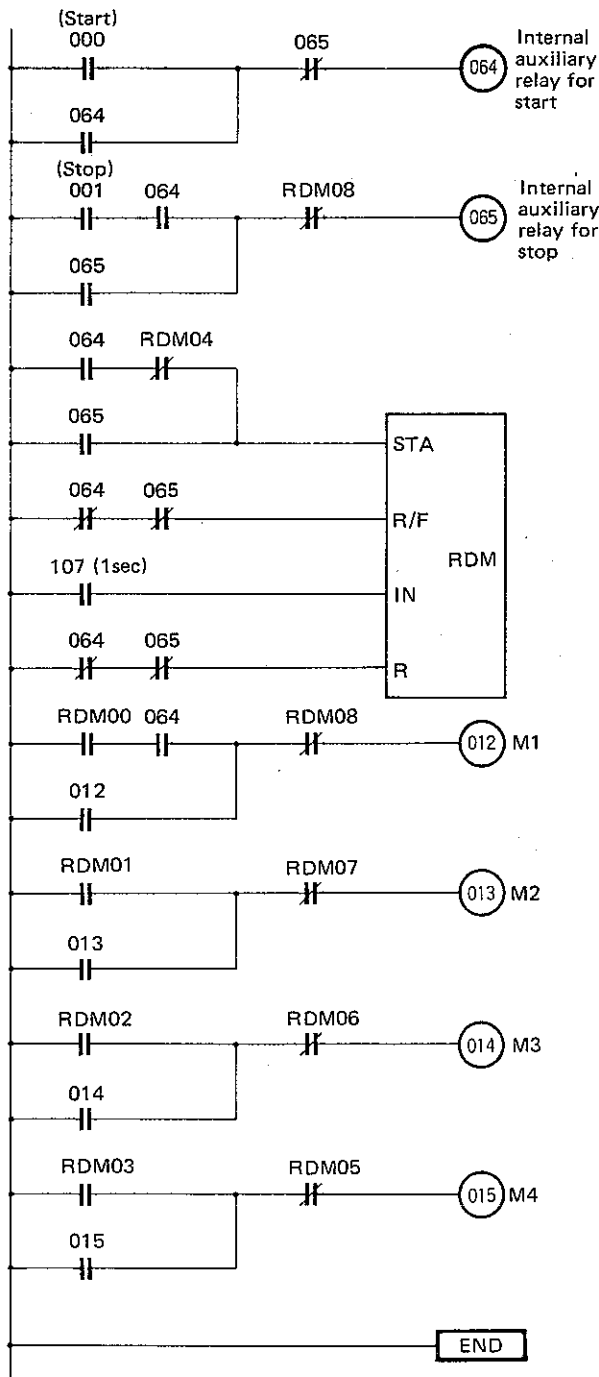 (Start)
000 065 Internal
064 auxiliary
relay for
start
064
(Stop)
001 064 RDM08 Internal
065 auxiliary
relay for
stop
065
064 RDM04
065
STA
064 065
R/F
RDM
107 (1sec)
IN
064 065
R
RDM00 064 RDM08
012 M1
012
RDM01 RDM07
013 M2
013
RDM02 RDM06
014 M3
014
RDM03 RDM05
015 M4
015
END